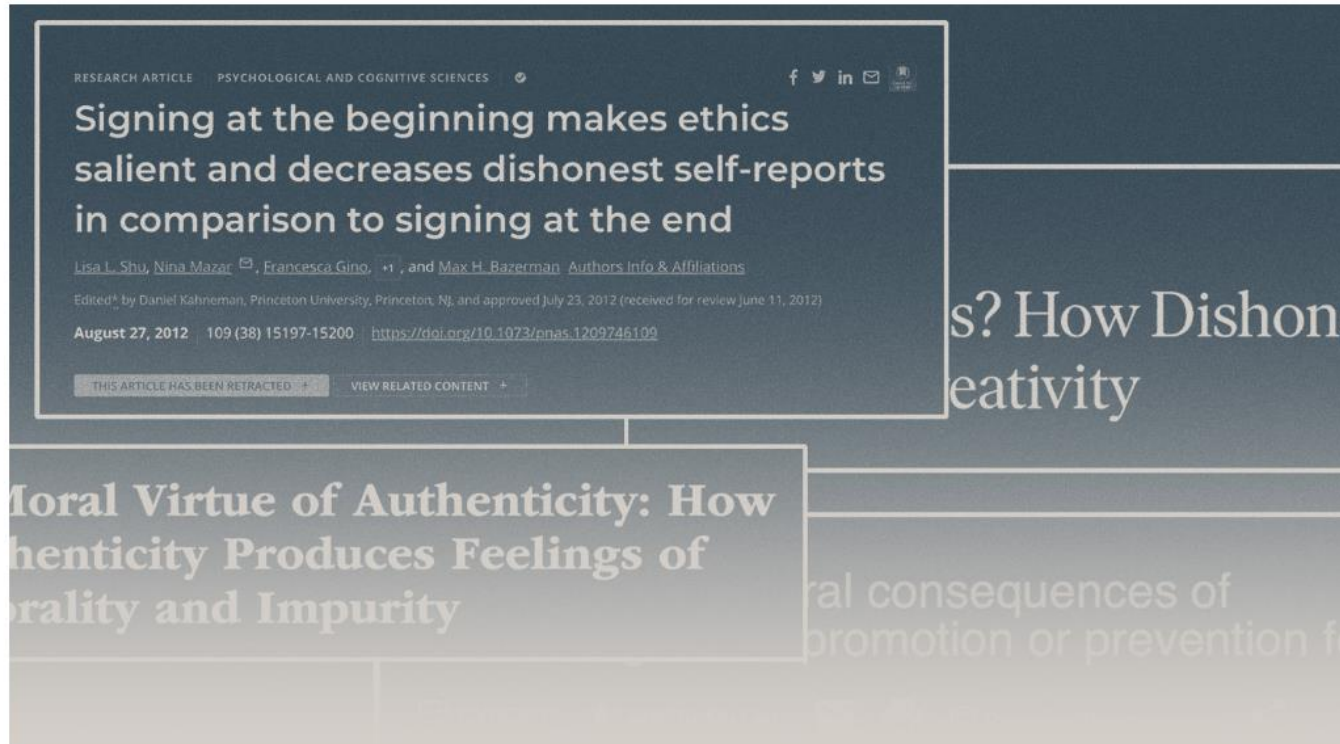 RESEARCH ARTICLE PSYCHOLOGICAL AND COGNITIVE SCIENCES
Signing at the beginning makes ethics
salient and decreases dishonest self-reports
in comparison to signing at the end
Lisa L. Shu, Nina Mazar, Francesca Gino, +1, and Max H. Bazerman Authors Info & Affiliations
Edited* by Daniel Kahneman, Princeton University, Princeton, NJ, and approved July 23, 2012 (received for review June 11, 2012)
August 27, 2012 109 (38) 15197-15200 https://doi.org/10.1073/pnas.1209746109
THIS ARTICLE HAS BEEN RETRACTED + VIEW RELATED CONTENT +
s? How Dishon
eativity
Moral Virtue of Authenticity: How
henticity Produces Feelings of
orality and Impurity
ral consequences of
promotion or prevention f